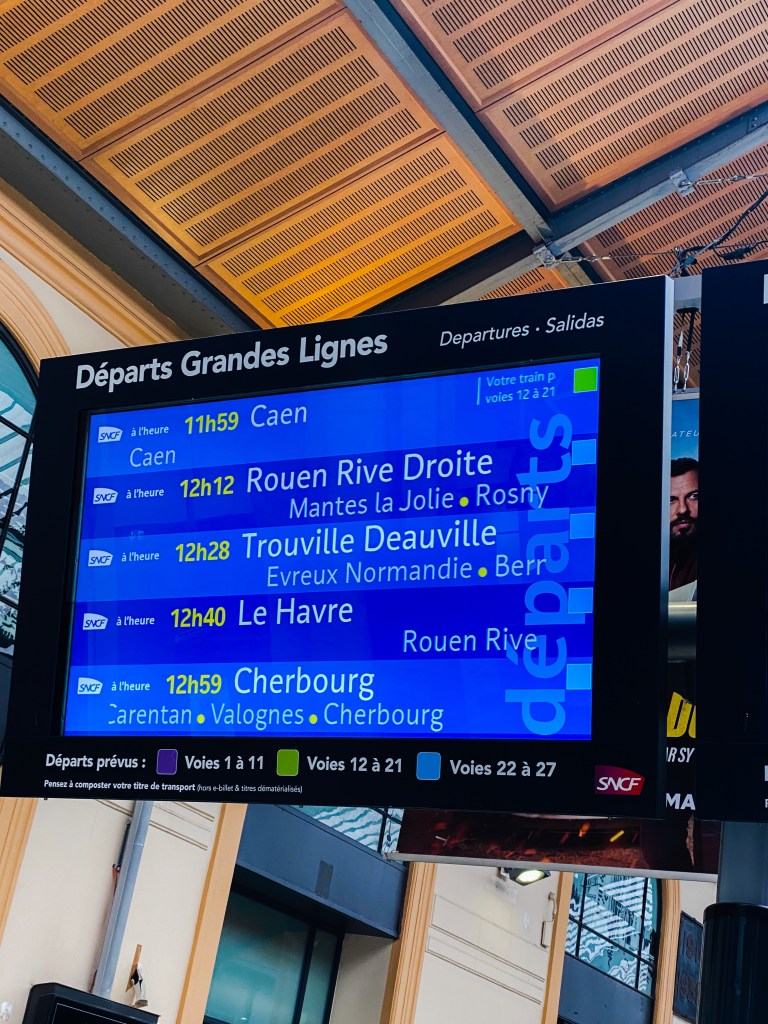 Départs Grandes Lignes
Departures · Salidas
Votre train p
voies 12 à 21
SNCF à l'heure 11h59 Caen
Caen
SNCF à l'heure 12h12 Rouen Rive Droite
Mantes la Jolie • Rosny
SNCF à l'heure 12h28 Trouville Deauville
Evreux Normandie • Berr
SNCF à l'heure 12h40 Le Havre
Rouen Rive
SNCF à l'heure 12h59 Cherbourg
Carentan • Valognes • Cherbourg
départs
Départs prévus : Voies 1 à 11 Voies 12 à 21 Voies 22 à 27
Pensez à composter votre titre de transport (hors e-billet & titres dématérialisés)
SNCF